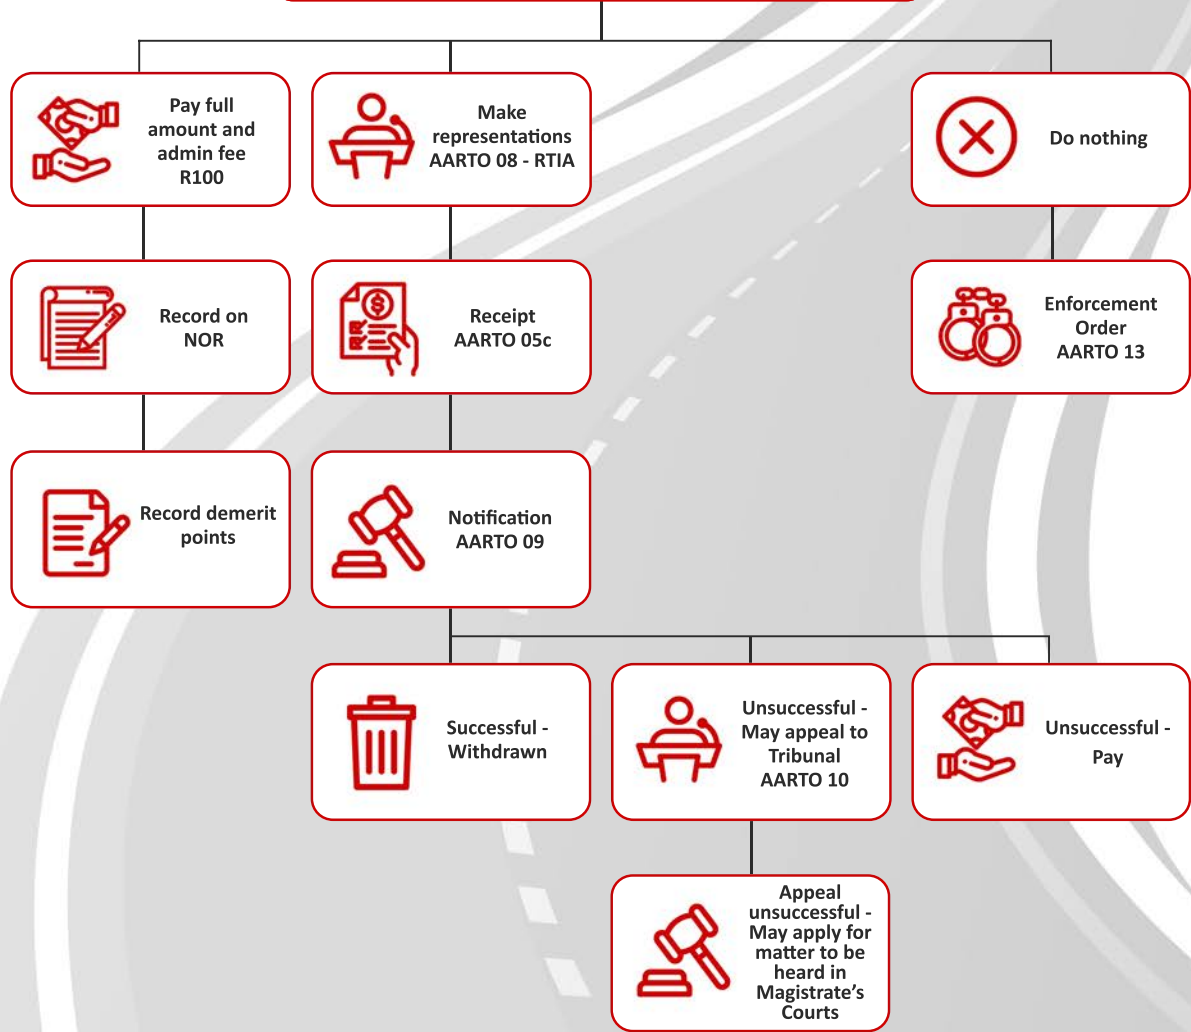 Pay full
amount and
admin fee
R100
Make
representations
AARTO 08 - RTIA
Do nothing
Record on
NOR
Receipt
AARTO 05c
Enforcement
Order
AARTO 13
Record demerit
points
Notification
AARTO 09
Successful -
Withdrawn
Unsuccessful -
May appeal to
Tribunal
AARTO 10
Unsuccessful -
Pay
Appeal
unsuccessful -
May apply for
matter to be
heard in
Magistrate’s
Courts